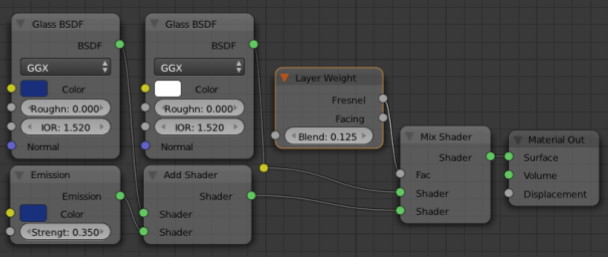 Glass BSDF
BSDF
GGX
Color
Roughn: 0.000
IOR: 1.520
Normal
Glass BSDF
BSDF
GGX
Color
Roughn: 0.000
IOR: 1.520
Normal
Layer Weight
Fresnel
Facing
Blend: 0.125
Mix Shader
Shader
Fac
Shader
Shader
Material Out
Surface
Volume
Displacement
Emission
Emission
Color
Strengt: 0.350
Add Shader
Shader
Shader
Shader